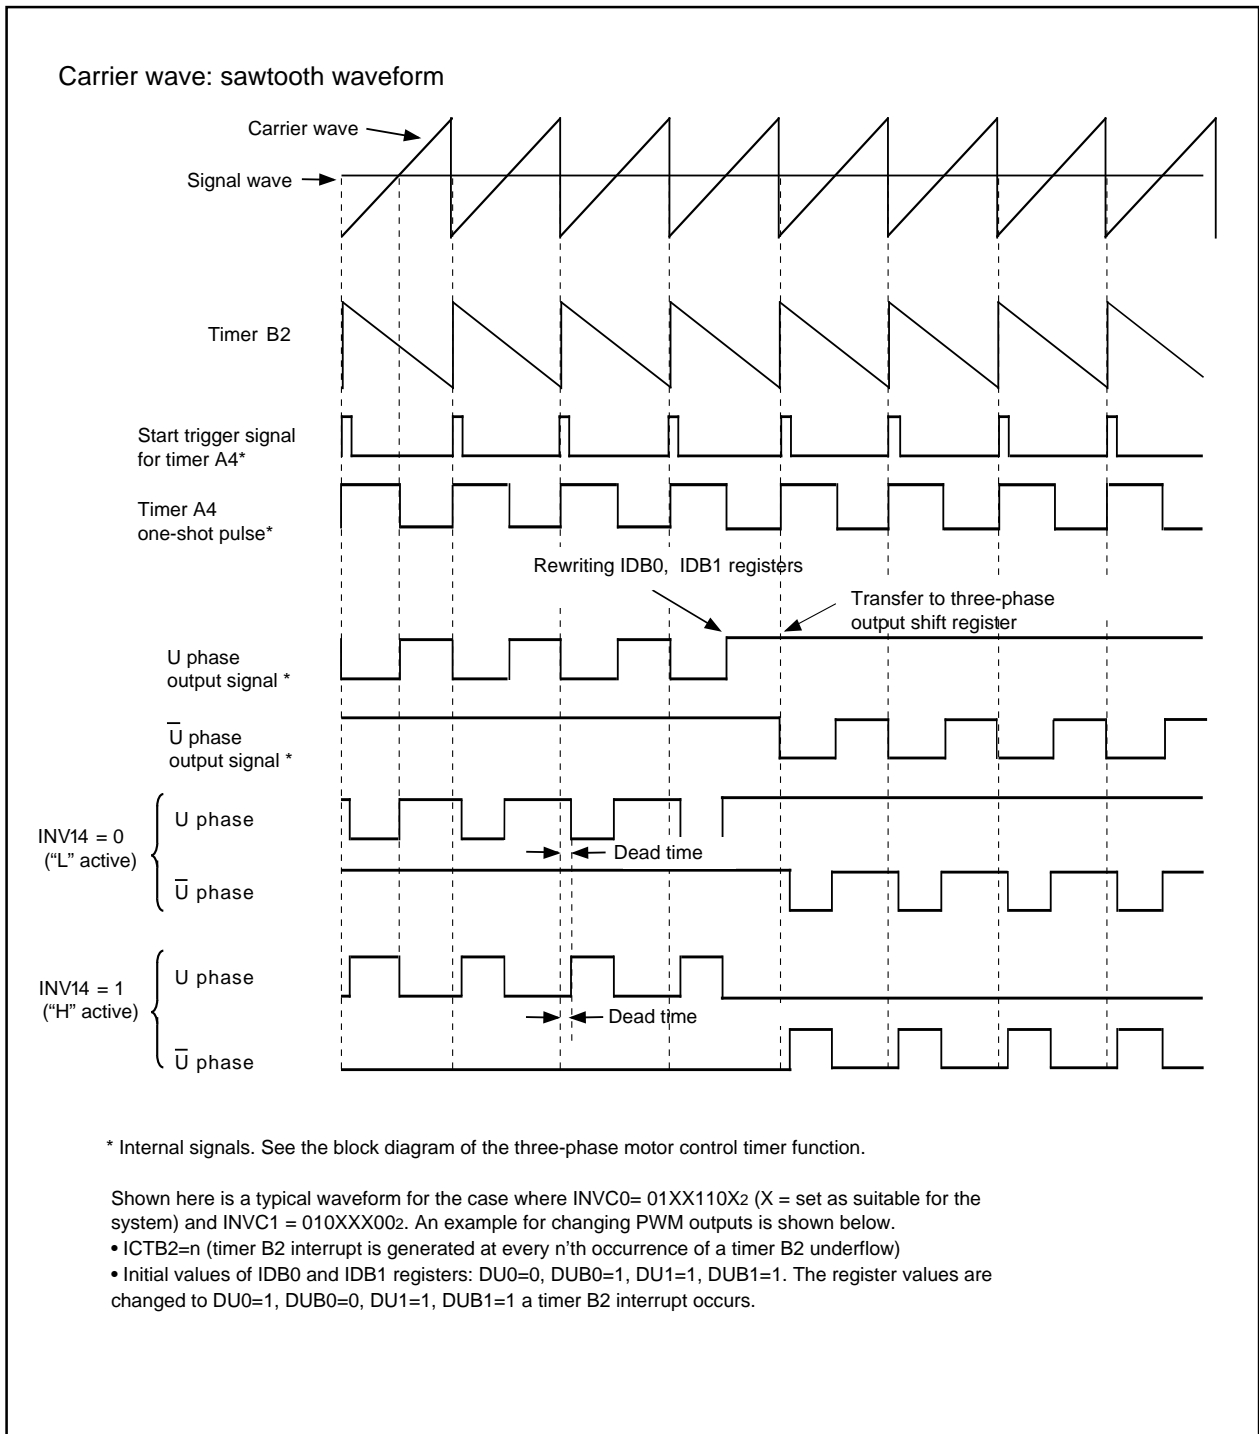 Carrier wave: sawtooth waveform
Carrier wave
Signal wave
Timer B2
Start trigger signal
for timer A4*
Timer A4
one-shot pulse*
Rewriting IDB0, IDB1 registers
Transfer to three-phase
output shift register
U phase
output signal *
U̅ phase
output signal *
INV14 = 0
(“L” active)
U phase
Dead time
U̅ phase
INV14 = 1
(“H” active)
U phase
Dead time
U̅ phase
* Internal signals. See the block diagram of the three-phase motor control timer function.
Shown here is a typical waveform for the case where INVC0= 01XX110X2 (X = set as suitable for the
system) and INVC1 = 010XXX002. An example for changing PWM outputs is shown below.
• ICTB2=n (timer B2 interrupt is generated at every n'th occurrence of a timer B2 underflow)
• Initial values of IDB0 and IDB1 registers: DU0=0, DUB0=1, DU1=1, DUB1=1. The register values are
changed to DU0=1, DUB0=0, DU1=1, DUB1=1 a timer B2 interrupt occurs.